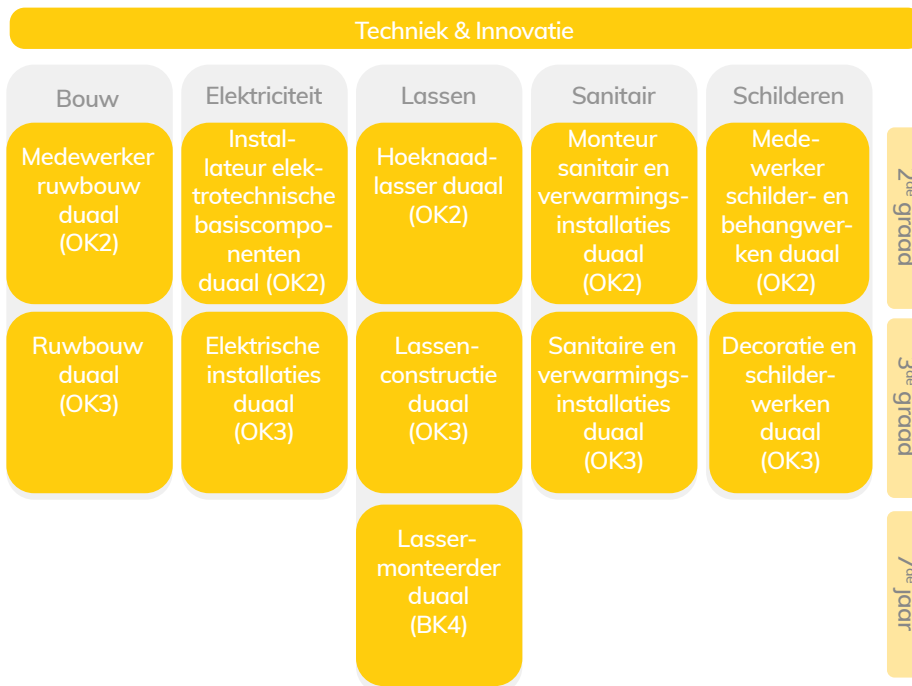 Techniek & Innovatie
Bouw
Elektriciteit
Lassen
Sanitair
Schilderen
Medewerker
ruwbouw
duaal
(OK2)
Instal-
lateur elek-
trotechnische
basiscompo-
nenten
duaal (OK2)
Hoeknaad-
lasser duaal
(OK2)
Monteur
sanitair en
verwarmings-
installaties
duaal
(OK2)
Mede-
werker
schilder- en
behangwer-
ken duaal
(OK2)
2de graad
Ruwbouw
duaal
(OK3)
Elektrische
installaties
duaal
(OK3)
Lassen-
constructie
duaal
(OK3)
Sanitaire en
verwarmings-
installaties
duaal
(OK3)
Decoratie en
schilder-
werken
duaal
(OK3)
3de graad
Lasser-
monteerder
duaal
(BK4)
7de jaar